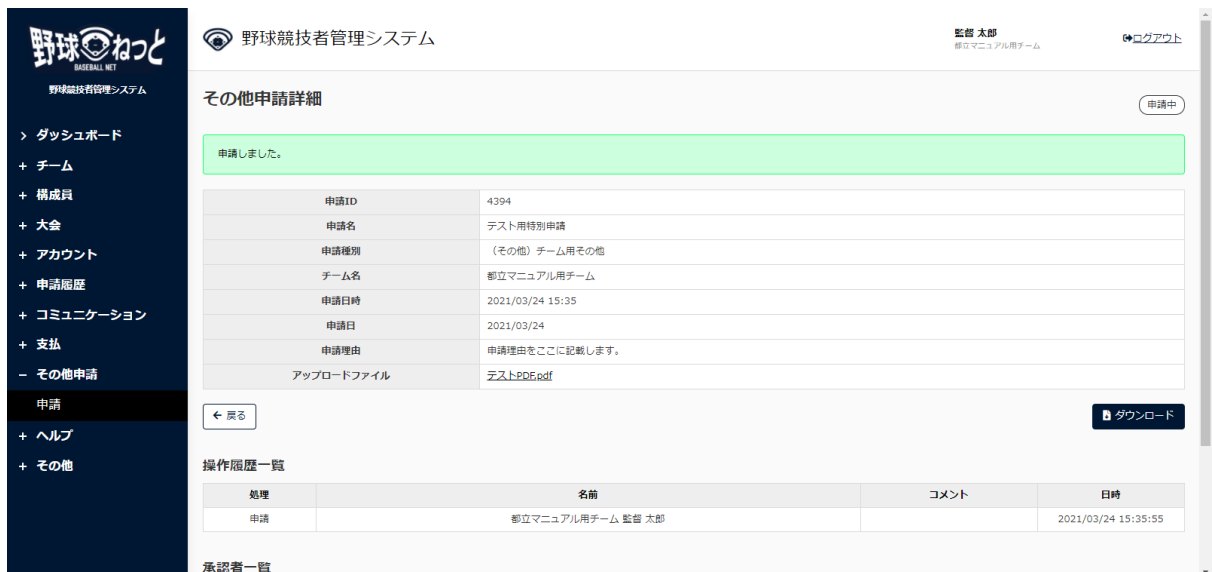 野球ねっと
BASEBALL NET
野球競技者管理システム
ダッシュボード
+ チーム
+ 構成員
+ 大会
+ アカウント
+ 申請履歴
+ コミュニケーション
+ 支払
− その他申請
申請
+ ヘルプ
+ その他
野球競技者管理システム
監督 太郎
都立マニュアル用チーム
ログアウト
その他申請詳細
申請中
申請しました。
申請ID 4394
申請名 テスト用特別申請
申請種別 (その他) チーム用その他
チーム名 都立マニュアル用チーム
申請日時 2021/03/24 15:35
申請日 2021/03/24
申請理由 申請理由をここに記載します。
アップロードファイル テストPDF.pdf
戻る
ダウンロード
操作履歴一覧
処理 名前 コメント 日時
申請 都立マニュアル用チーム 監督 太郎 2021/03/24 15:35:55
承認者一覧